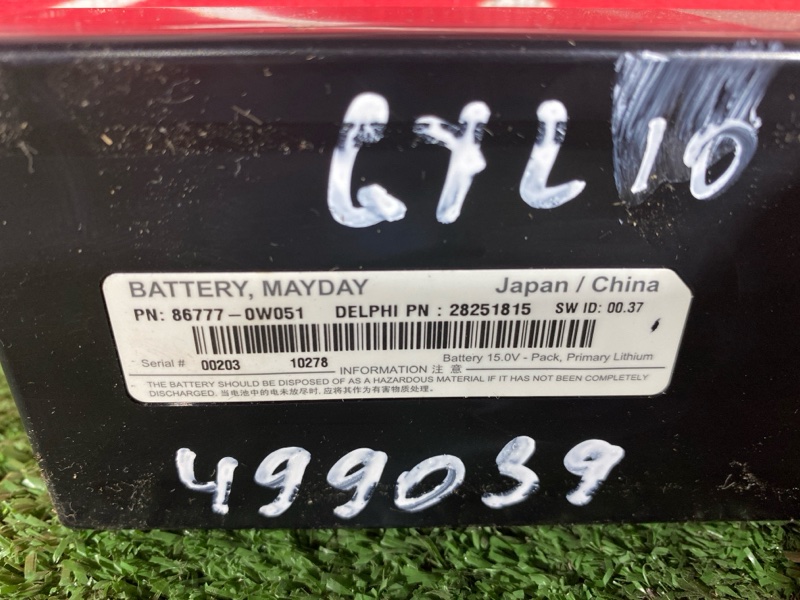 GYL 10
BATTERY, MAYDAY Japan / China
PN: 86777-0W051 DELPHI PN : 28251815 SW ID: 00.37
Serial # 00203 10278 Battery 15.0V - Pack, Primary Lithium
INFORMATION 注 意
THE BATTERY SHOULD BE DISPOSED OF AS A HAZARDOUS MATERIAL IF IT HAS NOT BEEN COMPLETELY
DISCHARGED. 当电池中的电未放尽时, 应将其作为有害物质处理。
499039